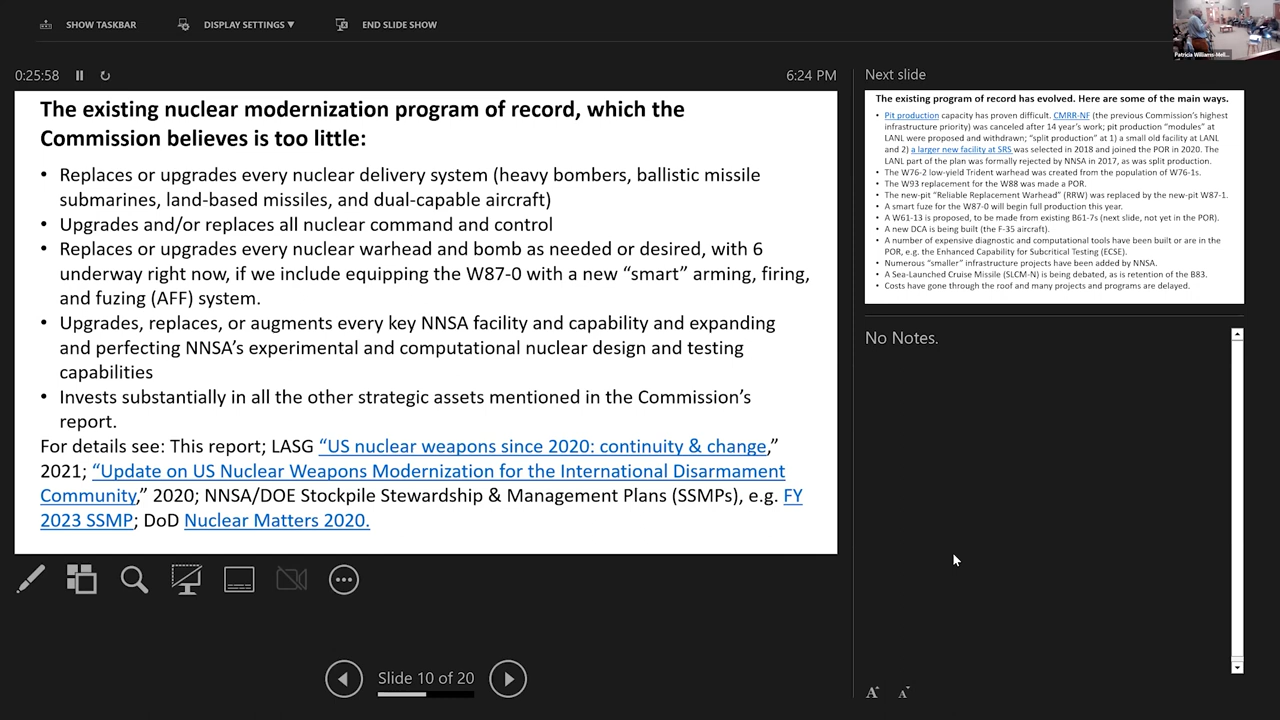 SHOW TASKBAR
DISPLAY SETTINGS ▼
END SLIDE SHOW
Patricia Williams-Mel...
0:25:58
6:24 PM
The existing nuclear modernization program of record, which the
Commission believes is too little:
• Replaces or upgrades every nuclear delivery system (heavy bombers, ballistic missile
submarines, land-based missiles, and dual-capable aircraft)
• Upgrades and/or replaces all nuclear command and control
• Replaces or upgrades every nuclear warhead and bomb as needed or desired, with 6
underway right now, if we include equipping the W87-0 with a new “smart” arming, firing,
and fuzing (AFF) system.
• Upgrades, replaces, or augments every key NNSA facility and capability and expanding
and perfecting NNSA’s experimental and computational nuclear design and testing
capabilities
• Invests substantially in all the other strategic assets mentioned in the Commission’s
report.
For details see: This report; LASG “US nuclear weapons since 2020: continuity & change,”
2021; “Update on US Nuclear Weapons Modernization for the International Disarmament
Community,” 2020; NNSA/DOE Stockpile Stewardship & Management Plans (SSMPs), e.g. FY
2023 SSMP; DoD Nuclear Matters 2020.
Slide 10 of 20
Next slide
The existing program of record has evolved. Here are some of the main ways.
• Pit production capacity has proven difficult. CMRR-NF (the previous Commission’s highest
infrastructure priority) was canceled after 14 year’s work; pit production “modules” at
LANL were proposed and withdrawn; “split production” at 1) a small old facility at LANL
and 2) a larger new facility at SRS was selected in 2018 and joined the POR in 2020. The
LANL part of the plan was formally rejected by NNSA in 2017, as was split production.
• The W76-2 low-yield Trident warhead was created from the population of W76-1s.
• The W93 replacement for the W88 was made a POR.
• The new-pit “Reliable Replacement Warhead” (RRW) was replaced by the new-pit W87-1.
• A smart fuze for the W87-0 will begin full production this year.
• A W61-13 is proposed, to be made from existing B61-7s (next slide, not yet in the POR).
• A new DCA is being built (the F-35 aircraft).
• A number of expensive diagnostic and computational tools have been built or are in the
POR, e.g. the Enhanced Capability for Subcritical Testing (ECSE).
• Numerous “smaller” infrastructure projects have been added by NNSA.
• A Sea-Launched Cruise Missile (SLCM-N) is being debated, as is retention of the B83.
• Costs have gone through the roof and many projects and programs are delayed.
No Notes.
A A